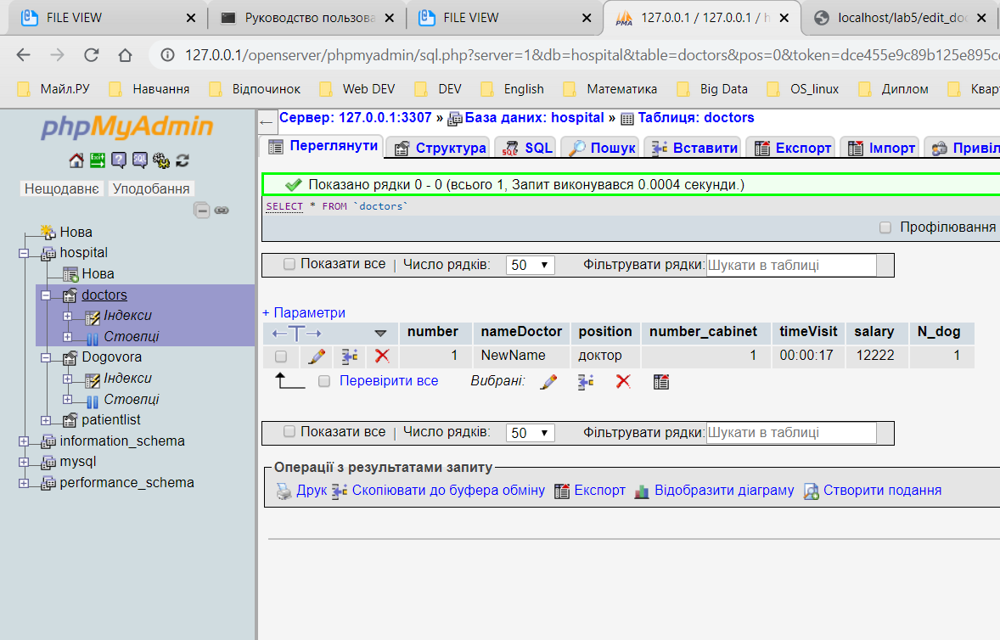 FILE VIEW
Руководство пользова
FILE VIEW
127.0.0.1 / 127.0.0.1 / h
localhost/lab5/edit_do
127.0.0.1/openserver/phpmyadmin/sql.php?server=1&db=hospital&table=doctors&pos=0&token=dce455e9c89b125e895c
Майл.РУ Навчання Відпочинок Web DEV DEV English Математика Big Data OS_linux Диплом Квар
phpMyAdmin
Нещодавнє Уподобання
Нова
hospital
Нова
doctors
Індекси
Стовпці
Dogovora
Індекси
Стовпці
patientlist
information_schema
mysql
performance_schema
Сервер: 127.0.0.1:3307 » База даних: hospital » Таблиця: doctors
Переглянути Структура SQL Пошук Вставити Експорт Імпорт Привіл
Показано рядки 0 - 0 (всього 1, Запит виконувався 0.0004 секунди.)
SELECT * FROM `doctors`
Профілювання
Показати все | Число рядків: 50 Фільтрувати рядки: Шукати в таблиці
+ Параметри
←T→ number nameDoctor position number_cabinet timeVisit salary N_dog
1 NewName доктор 1 00:00:17 12222 1
Перевірити все Вибрані:
Показати все | Число рядків: 50 Фільтрувати рядки: Шукати в таблиці
Операції з результатами запиту
Друк Скопіювати до буфера обміну Експорт Відобразити діаграму Створити подання